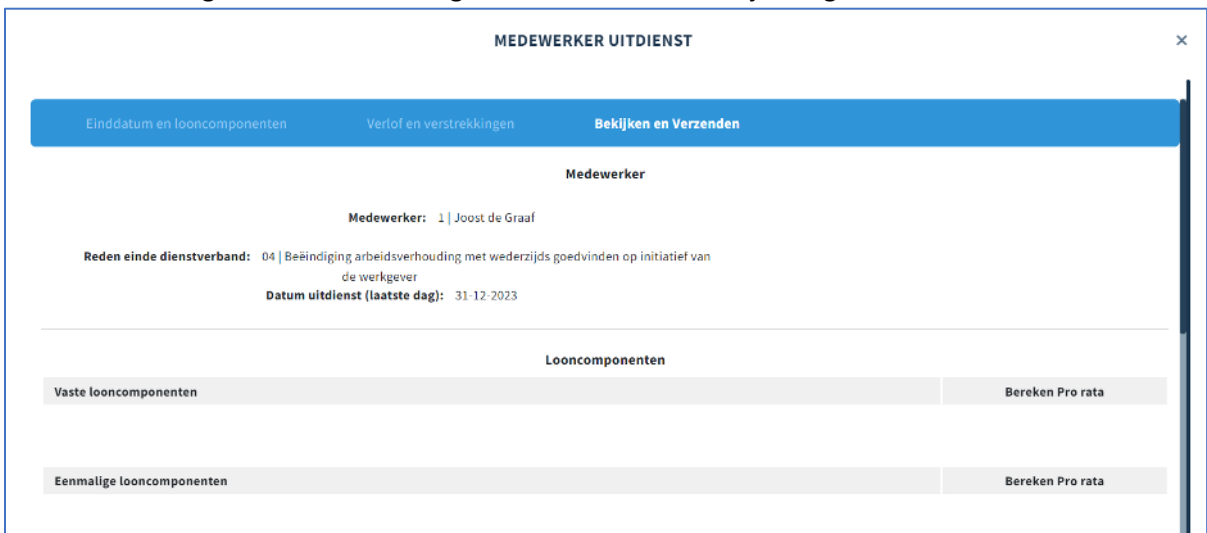 MEDEWERKER UITDIENST
Einddatum en looncomponenten Verlof en verstrekkingen Bekijken en Verzenden
Medewerker
Medewerker: 1 | Joost de Graaf
Reden einde dienstverband: 04 | Beëindiging arbeidsverhouding met wederzijds goedvinden op initiatief van
de werkgever
Datum uitdienst (laatste dag): 31-12-2023
Looncomponenten
Vaste looncomponenten Bereken Pro rata
Eenmalige looncomponenten Bereken Pro rata